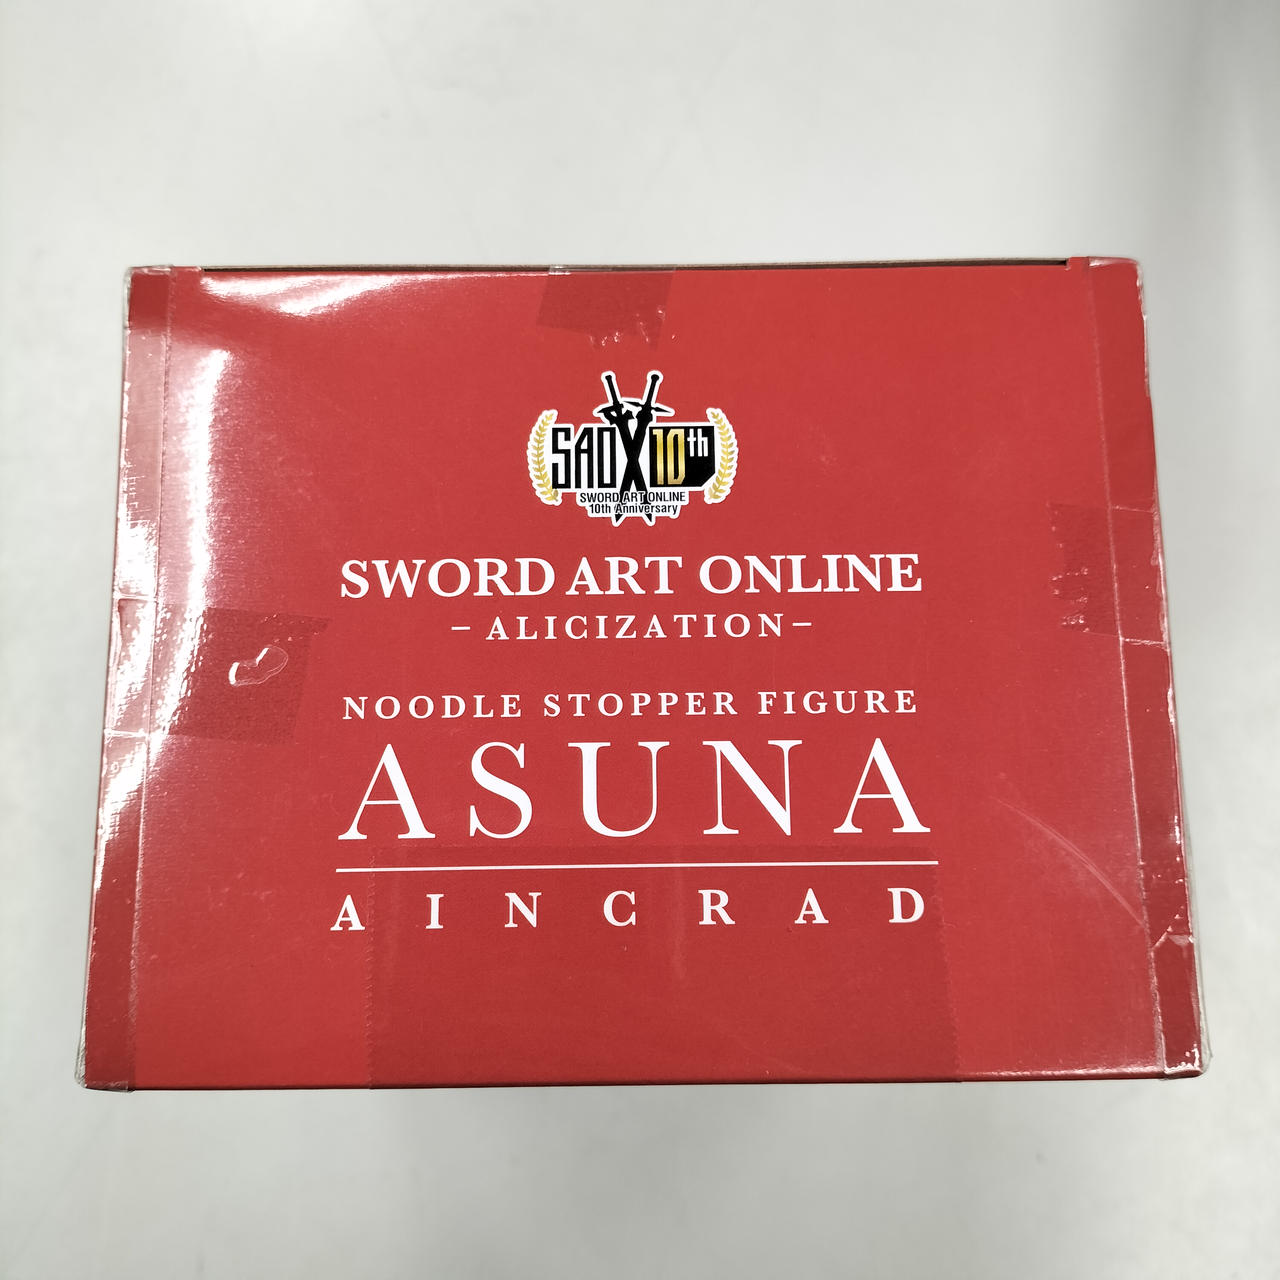 SAO 10th
SWORD ART ONLINE
10th Anniversary
SWORD ART ONLINE
– ALICIZATION –
NOODLE STOPPER FIGURE
ASUNA
AINCRAD